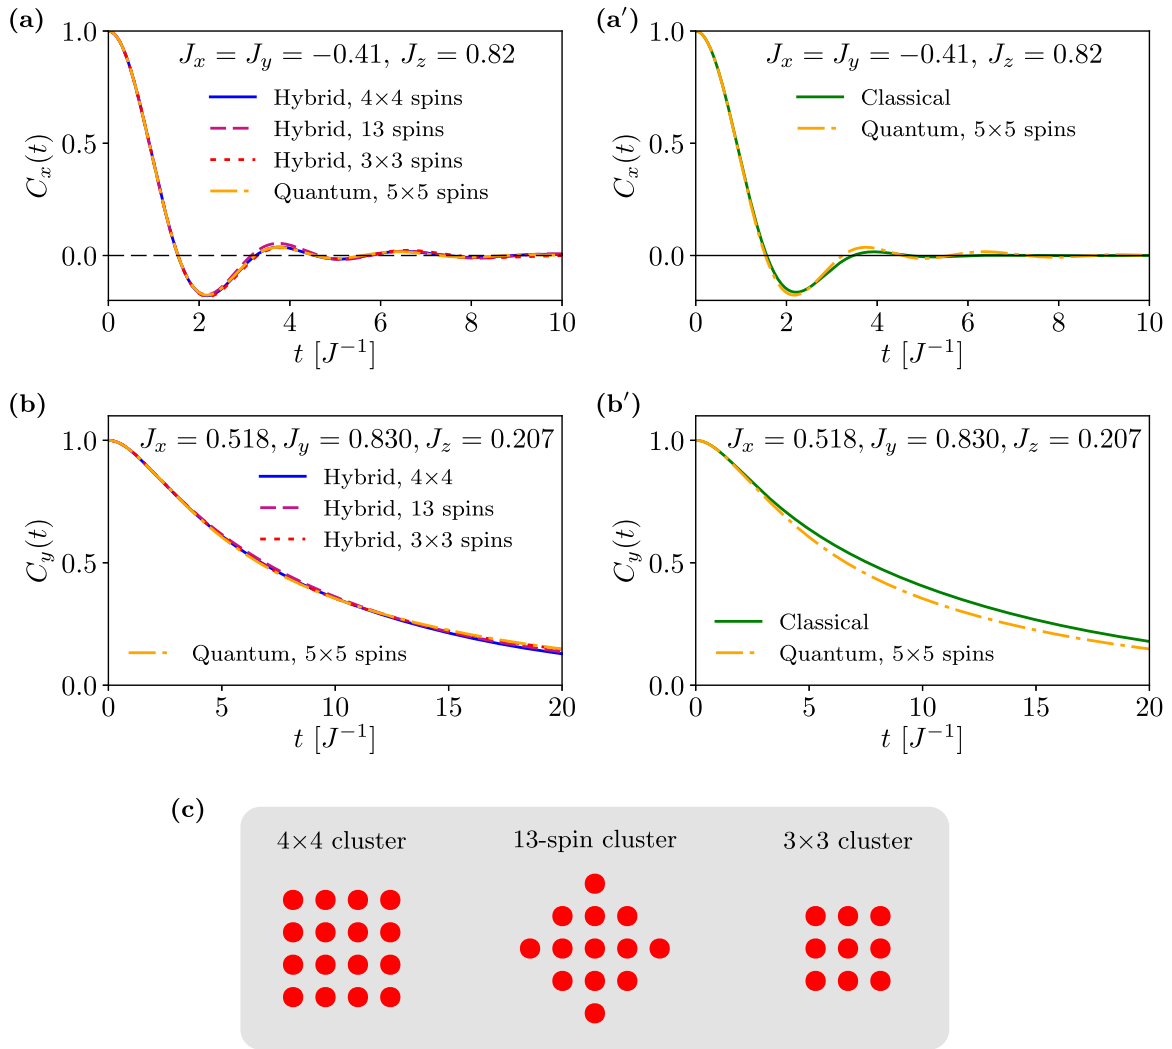 (a)
J_x = J_y = −0.41, J_z = 0.82
Hybrid, 4×4 spins
Hybrid, 13 spins
Hybrid, 3×3 spins
Quantum, 5×5 spins
C_x(t)
1.0
0.5
0.0
0 2 4 6 8 10
t [J⁻¹]
(a′)
J_x = J_y = −0.41, J_z = 0.82
Classical
Quantum, 5×5 spins
C_x(t)
1.0
0.5
0.0
0 2 4 6 8 10
t [J⁻¹]
(b)
J_x = 0.518, J_y = 0.830, J_z = 0.207
Hybrid, 4×4
Hybrid, 13 spins
Hybrid, 3×3 spins
Quantum, 5×5 spins
C_y(t)
1.0
0.5
0.0
0 5 10 15 20
t [J⁻¹]
(b′)
J_x = 0.518, J_y = 0.830, J_z = 0.207
Classical
Quantum, 5×5 spins
C_y(t)
1.0
0.5
0.0
0 5 10 15 20
t [J⁻¹]
(c)
4×4 cluster
13-spin cluster
3×3 cluster